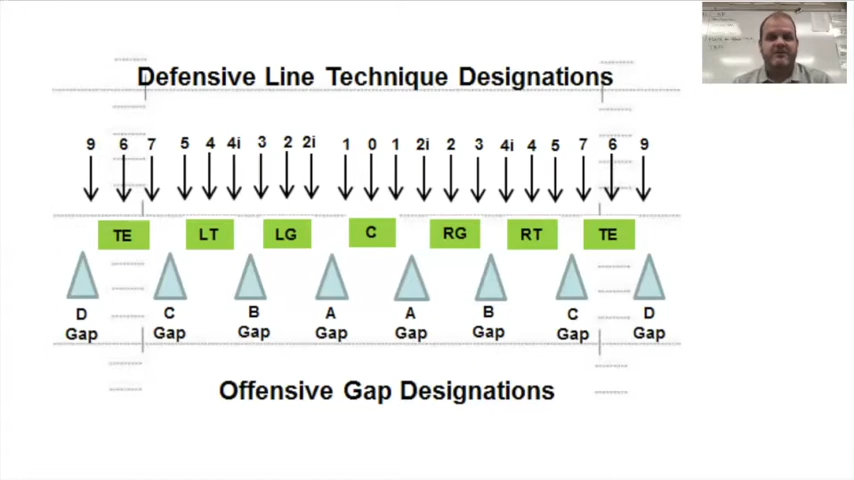 Defensive Line Technique Designations
9 6 7 5 4 4i 3 2 2i 1 0 1 2i 2 3 4i 4 5 7 6 9
TE LT LG C RG RT TE
D C B A A B C D
Gap Gap Gap Gap Gap Gap Gap Gap
Offensive Gap Designations